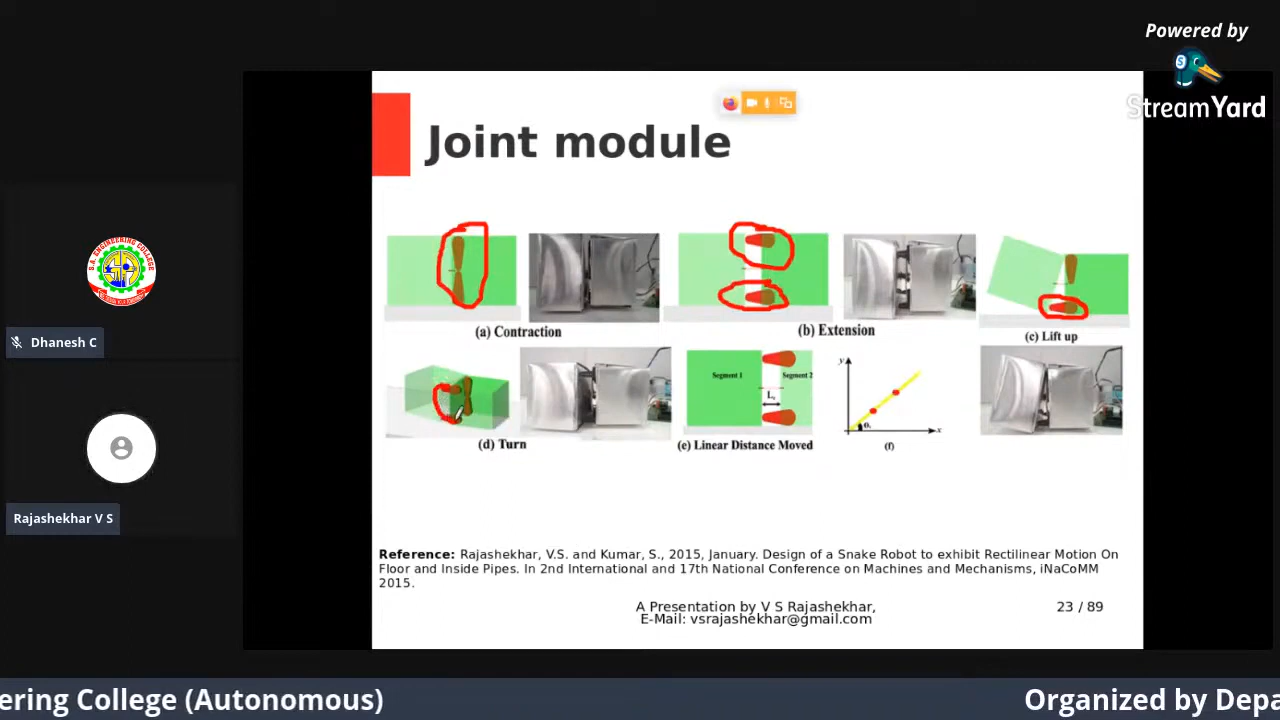 Powered by
StreamYard
Joint module
(a) Contraction
(b) Extension
(c) Lift up
Segment 1
Segment 2
y
x
(d) Turn
(e) Linear Distance Moved
(f)
S.A. ENGINEERING COLLEGE
Dhanesh C
Rajashekhar V S
Reference: Rajashekhar, V.S. and Kumar, S., 2015, January. Design of a Snake Robot to exhibit Rectilinear Motion On
Floor and Inside Pipes. In 2nd International and 17th National Conference on Machines and Mechanisms, iNaCoMM
2015.
A Presentation by V S Rajashekhar,
E-Mail: vsrajashekhar@gmail.com
23 / 89
ering College (Autonomous)
Organized by Depa